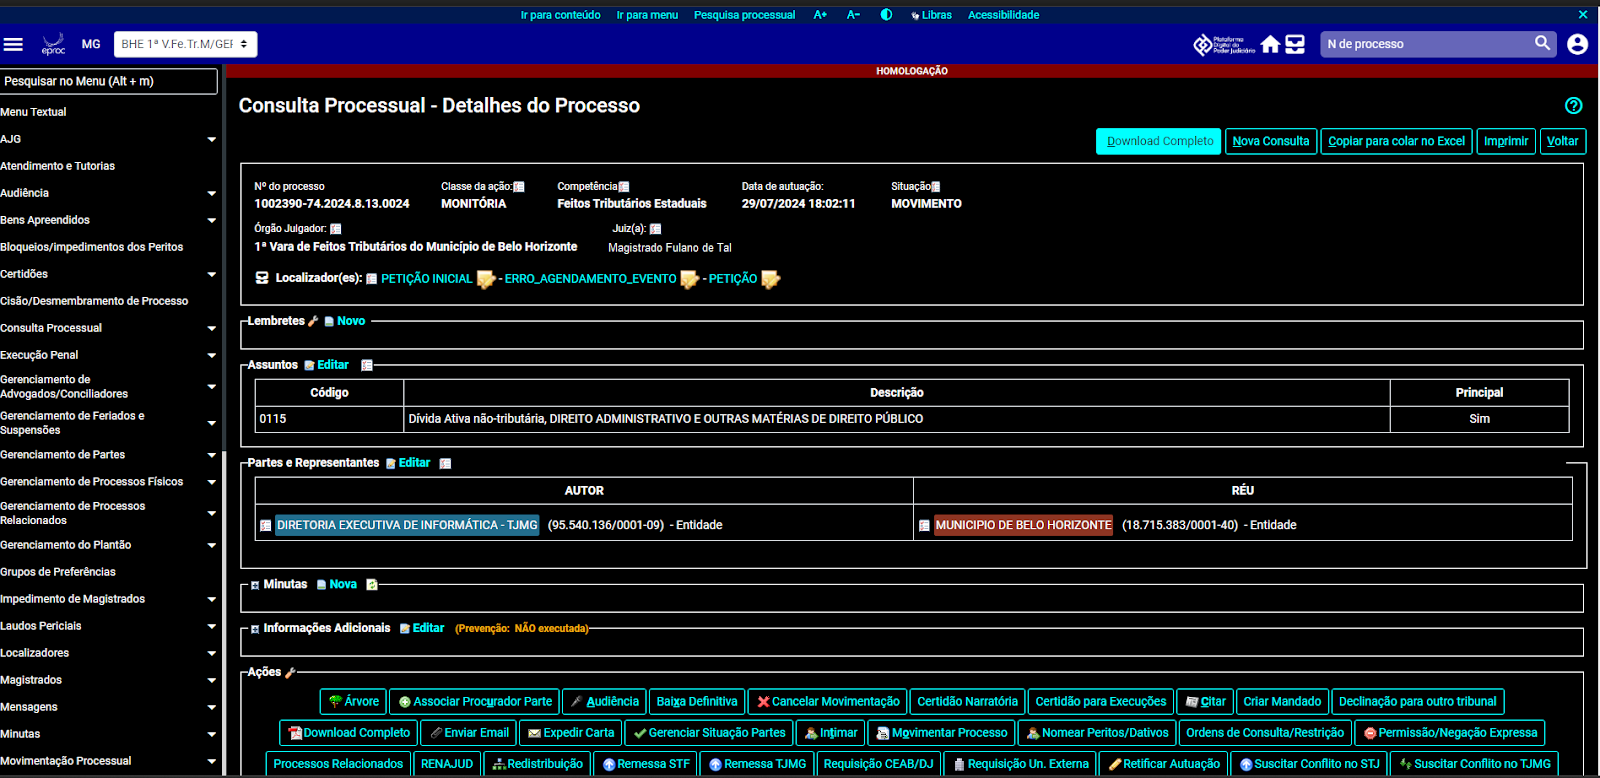 Ir para conteúdo Ir para menu Pesquisa processual A+ A- Libras Acessibilidade
eproc MG BHE 1ª V.Fe.Tr.M/GEF Plataforma Digital do Poder Judiciário N de processo
HOMOLOGAÇÃO
Pesquisar no Menu (Alt + m)
Menu Textual
AJG
Atendimento e Tutorias
Audiência
Bens Apreendidos
Bloqueios/impedimentos dos Peritos
Certidões
Cisão/Desmembramento de Processo
Consulta Processual
Execução Penal
Gerenciamento de
Advogados/Conciliadores
Gerenciamento de Feriados e
Suspensões
Gerenciamento de Partes
Gerenciamento de Processos Físicos
Gerenciamento de Processos
Relacionados
Gerenciamento do Plantão
Grupos de Preferências
Impedimento de Magistrados
Laudos Periciais
Localizadores
Magistrados
Mensagens
Minutas
Movimentação Processual
Consulta Processual - Detalhes do Processo
Download Completo Nova Consulta Copiar para colar no Excel Imprimir Voltar
Nº do processo Classe da ação: Competência Data de autuação: Situação
1002390-74.2024.8.13.0024 MONITÓRIA Feitos Tributários Estaduais 29/07/2024 18:02:11 MOVIMENTO
Órgão Julgador: Juiz(a):
1ª Vara de Feitos Tributários do Município de Belo Horizonte Magistrado Fulano de Tal
Localizador(es): PETIÇÃO INICIAL - ERRO_AGENDAMENTO_EVENTO - PETIÇÃO
Lembretes Novo
Assuntos Editar
Código Descrição Principal
0115 Dívida Ativa não-tributária, DIREITO ADMINISTRATIVO E OUTRAS MATÉRIAS DE DIREITO PÚBLICO Sim
Partes e Representantes Editar
AUTOR RÉU
DIRETORIA EXECUTIVA DE INFORMÁTICA - TJMG (95.540.136/0001-09) - Entidade MUNICIPIO DE BELO HORIZONTE (18.715.383/0001-40) - Entidade
Minutas Nova
Informações Adicionais Editar (Prevenção: NÃO executada)
Ações
Árvore Associar Procurador Parte Audiência Baixa Definitiva Cancelar Movimentação Certidão Narratória Certidão para Execuções Citar Criar Mandado Declinação para outro tribunal
Download Completo Enviar Email Expedir Carta Gerenciar Situação Partes Intimar Movimentar Processo Nomear Peritos/Dativos Ordens de Consulta/Restrição Permissão/Negação Expressa
Processos Relacionados RENAJUD Redistribuição Remessa STF Remessa TJMG Requisição CEAB/DJ Requisição Un. Externa Retificar Autuação Suscitar Conflito no STJ Suscitar Conflito no TJMG